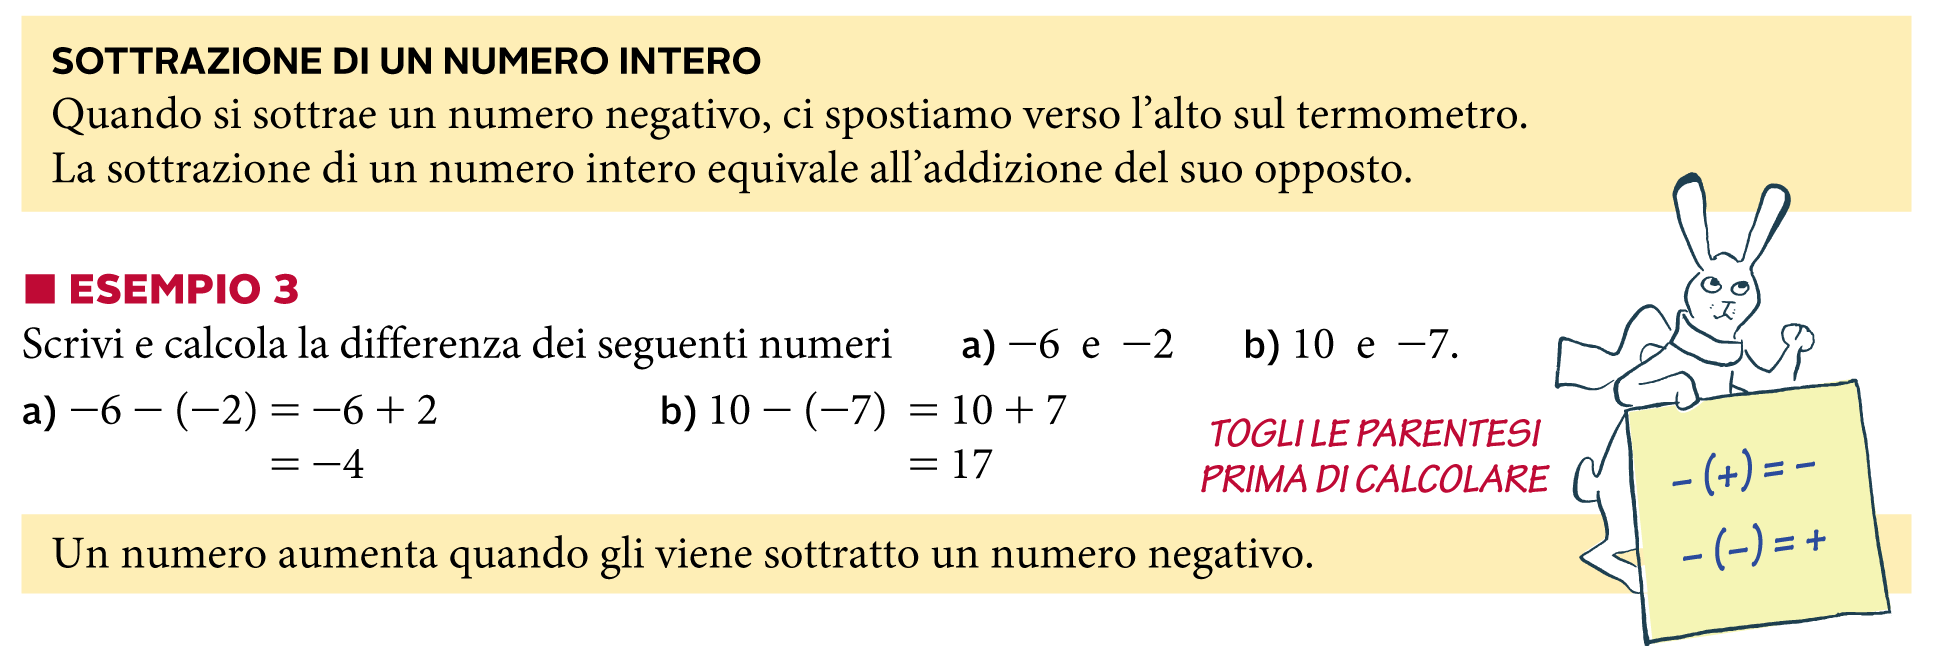 SOTTRAZIONE DI UN NUMERO INTERO
Quando si sottrae un numero negativo, ci spostiamo verso l’alto sul termometro.
La sottrazione di un numero intero equivale all’addizione del suo opposto.
■ ESEMPIO 3
Scrivi e calcola la differenza dei seguenti numeri a) −6 e −2 b) 10 e −7.
a) −6 − (−2) = −6 + 2 b) 10 − (−7) = 10 + 7
= −4 = 17
TOGLI LE PARENTESI
PRIMA DI CALCOLARE
− (+) = −
− (−) = +
Un numero aumenta quando gli viene sottratto un numero negativo.